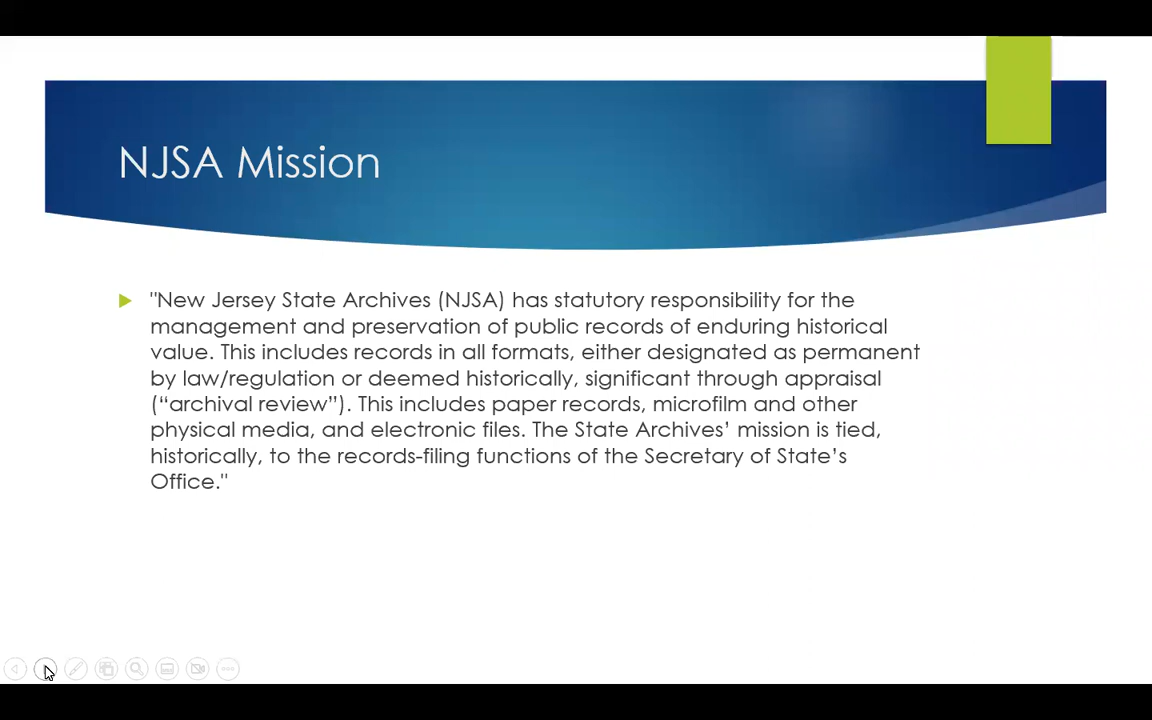 NJSA Mission
"New Jersey State Archives (NJSA) has statutory responsibility for the
management and preservation of public records of enduring historical
value. This includes records in all formats, either designated as permanent
by law/regulation or deemed historically, significant through appraisal
(“archival review”). This includes paper records, microfilm and other
physical media, and electronic files. The State Archives’ mission is tied,
historically, to the records-filing functions of the Secretary of State’s
Office."